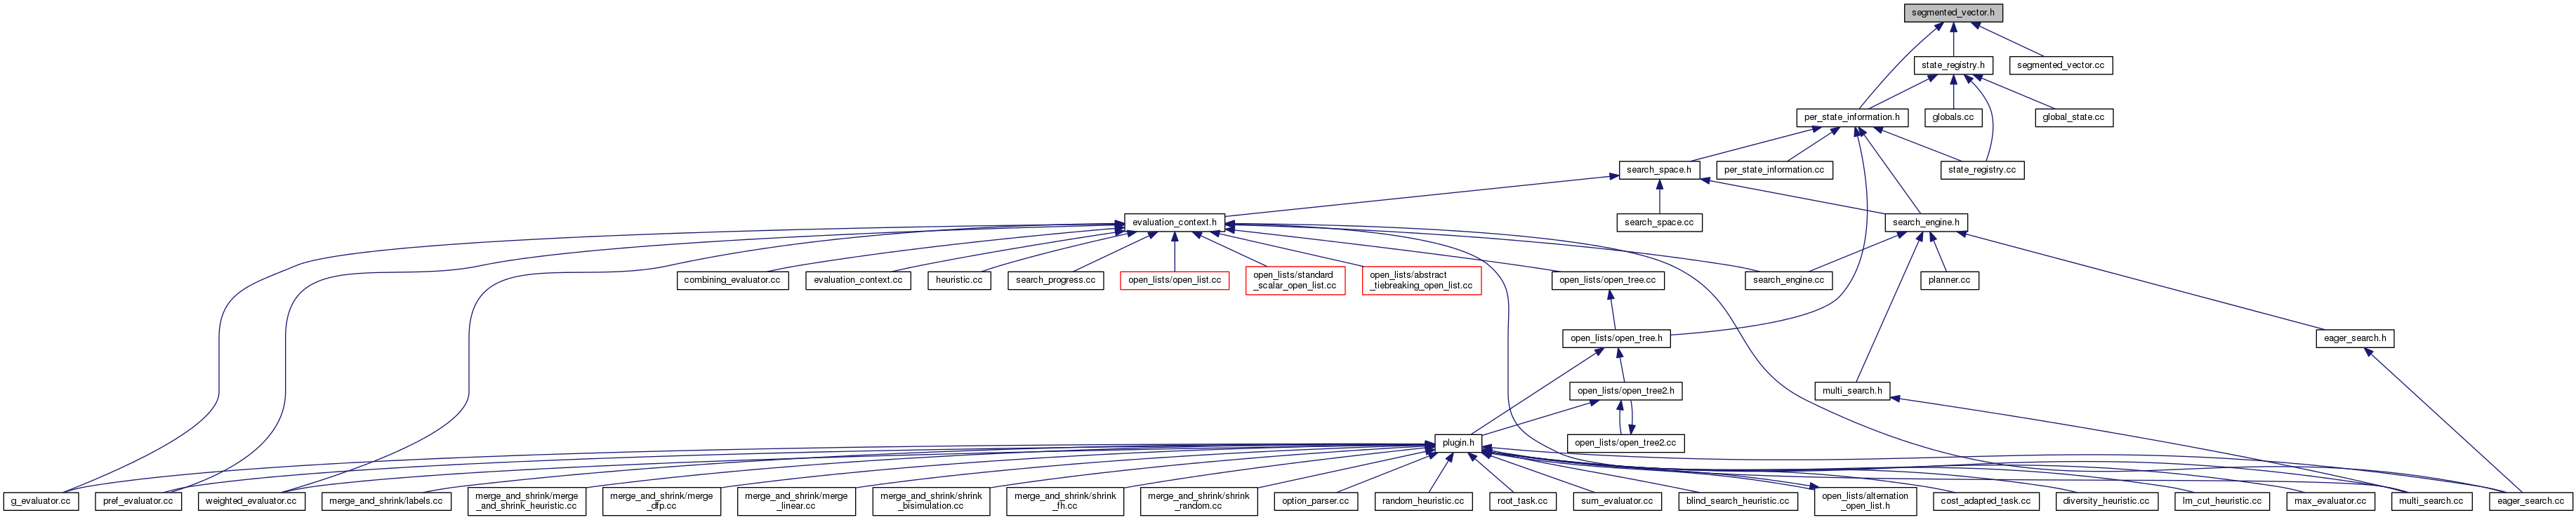 segmented_vector.h
state_registry.h
segmented_vector.cc
per_state_information.h
globals.cc
global_state.cc
search_space.h
per_state_information.cc
state_registry.cc
evaluation_context.h
search_space.cc
search_engine.h
combining_evaluator.cc
evaluation_context.cc
heuristic.cc
search_progress.cc
open_lists/open_list.cc
open_lists/standard
_scalar_open_list.cc
open_lists/abstract
_tiebreaking_open_list.cc
open_lists/open_tree.cc
search_engine.cc
planner.cc
open_lists/open_tree.h
eager_search.h
open_lists/open_tree2.h
multi_search.h
plugin.h
open_lists/open_tree2.cc
g_evaluator.cc
pref_evaluator.cc
weighted_evaluator.cc
merge_and_shrink/labels.cc
merge_and_shrink/merge
_and_shrink_heuristic.cc
merge_and_shrink/merge
_dfp.cc
merge_and_shrink/merge
_linear.cc
merge_and_shrink/shrink
_bisimulation.cc
merge_and_shrink/shrink
_fh.cc
merge_and_shrink/shrink
_random.cc
option_parser.cc
random_heuristic.cc
root_task.cc
sum_evaluator.cc
blind_search_heuristic.cc
open_lists/alternation
_open_list.h
cost_adapted_task.cc
diversity_heuristic.cc
lm_cut_heuristic.cc
max_evaluator.cc
multi_search.cc
eager_search.cc